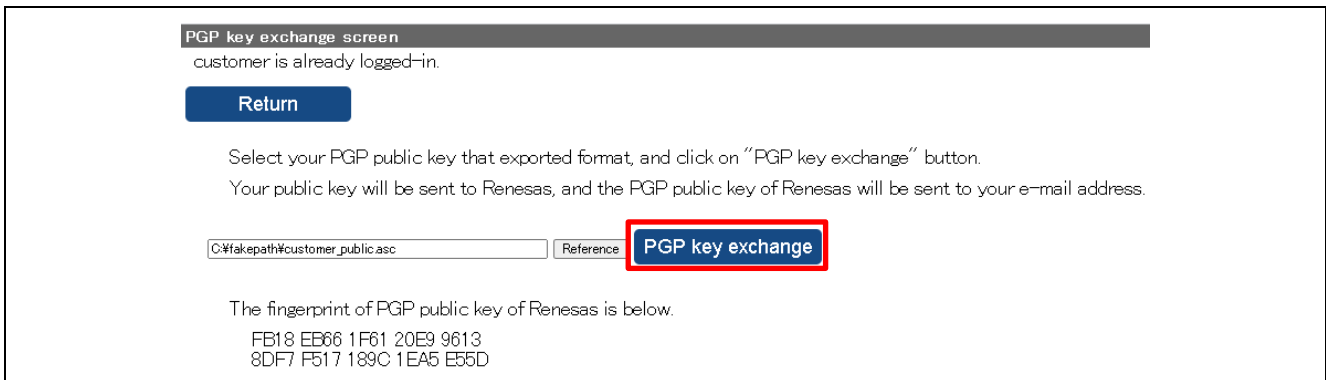 PGP key exchange screen
customer is already logged-in.
Return
Select your PGP public key that exported format, and click on "PGP key exchange" button.
Your public key will be sent to Renesas, and the PGP public key of Renesas will be sent to your e-mail address.
C:¥fakepath¥customer_public.asc Reference PGP key exchange
The fingerprint of PGP public key of Renesas is below.
FB18 EB66 1F61 20E9 9613
8DF7 F517 189C 1EA5 E55D